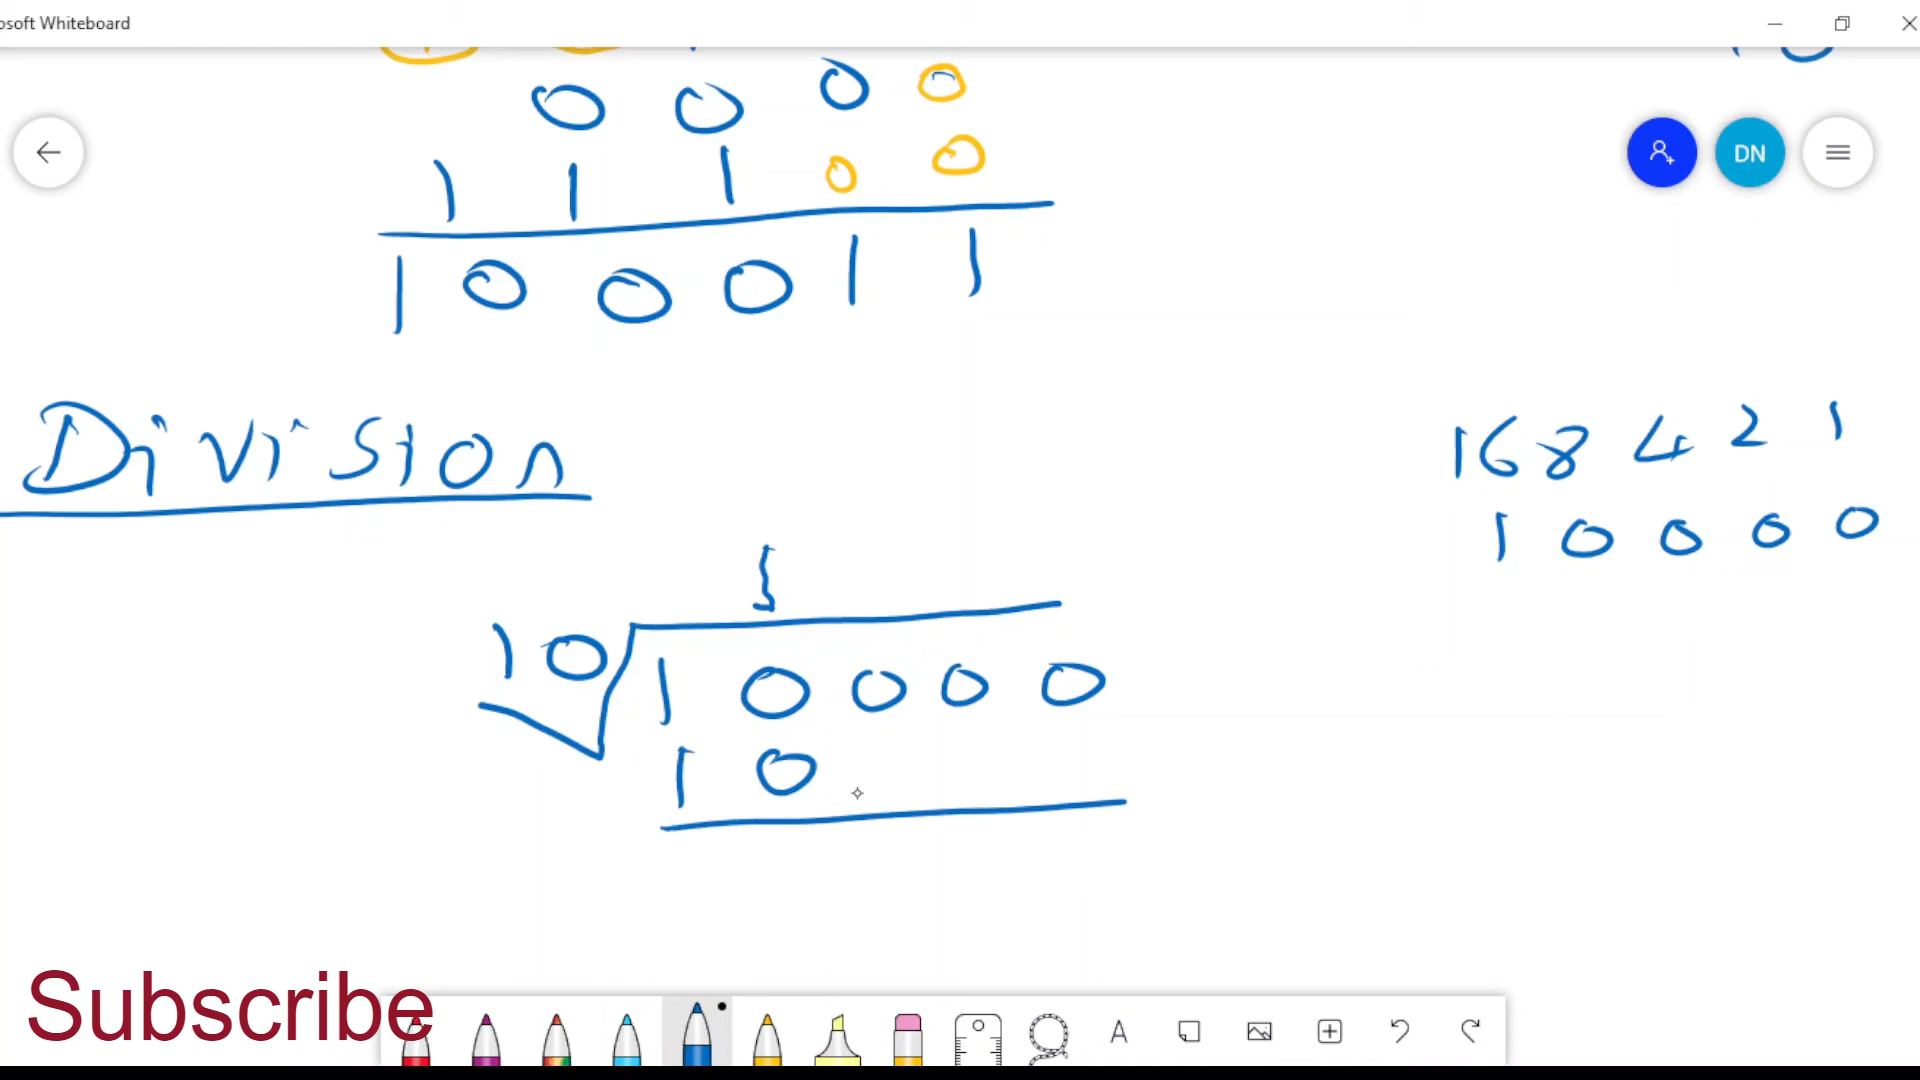 osoft Whiteboard
0 0 0 0
1 1 1 0 0
1 0 0 0 1 1
DN
Division
16 8 4 2 1
1 0 0 0 0
1
10 1 0 0 0 0
1 0
Subscribe
A